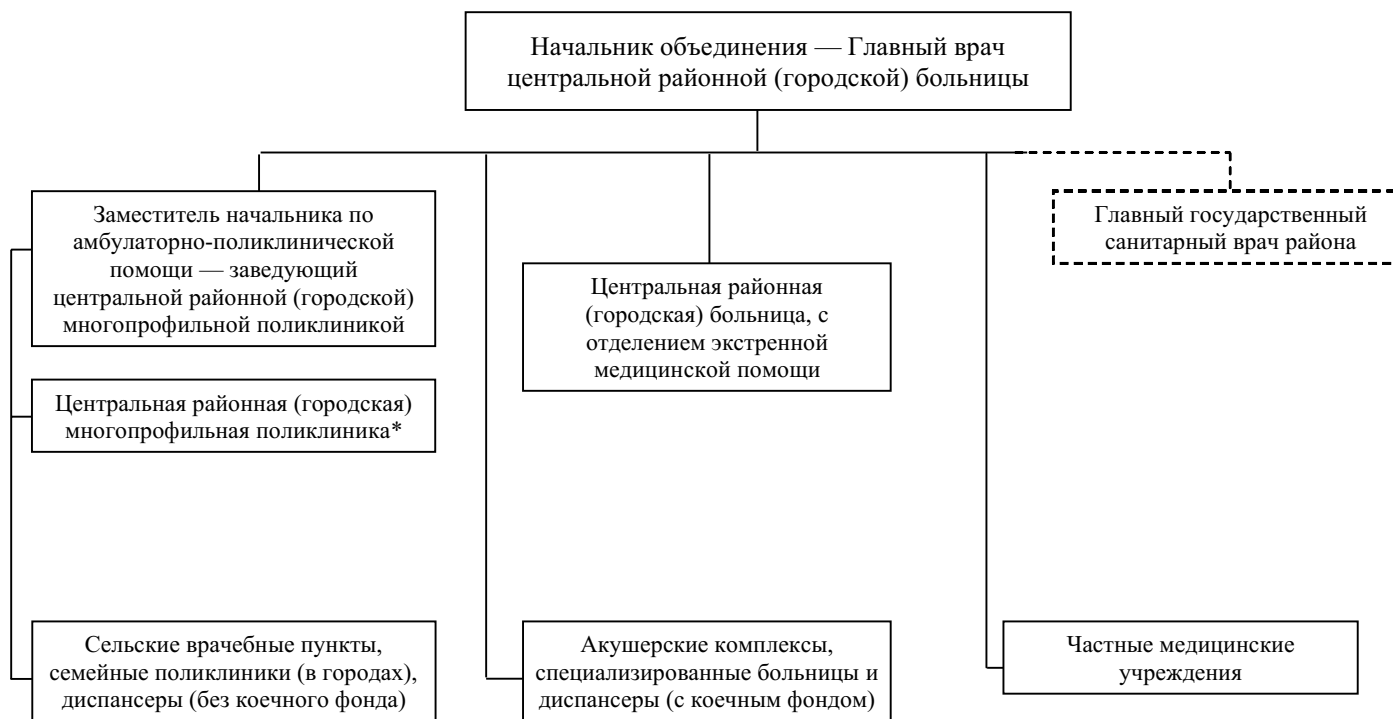 Начальник объединения — Главный врач
центральной районной (городской) больницы
Заместитель начальника по
амбулаторно-поликлинической
помощи — заведующий
центральной районной (городской)
многопрофильной поликлиникой
Главный государственный
санитарный врач района
Центральная районная
(городская) больница, с
отделением экстренной
медицинской помощи
Центральная районная (городская)
многопрофильная поликлиника*
Сельские врачебные пункты,
семейные поликлиники (в городах),
диспансеры (без коечного фонда)
Акушерские комплексы,
специализированные больницы и
диспансеры (с коечным фондом)
Частные медицинские
учреждения